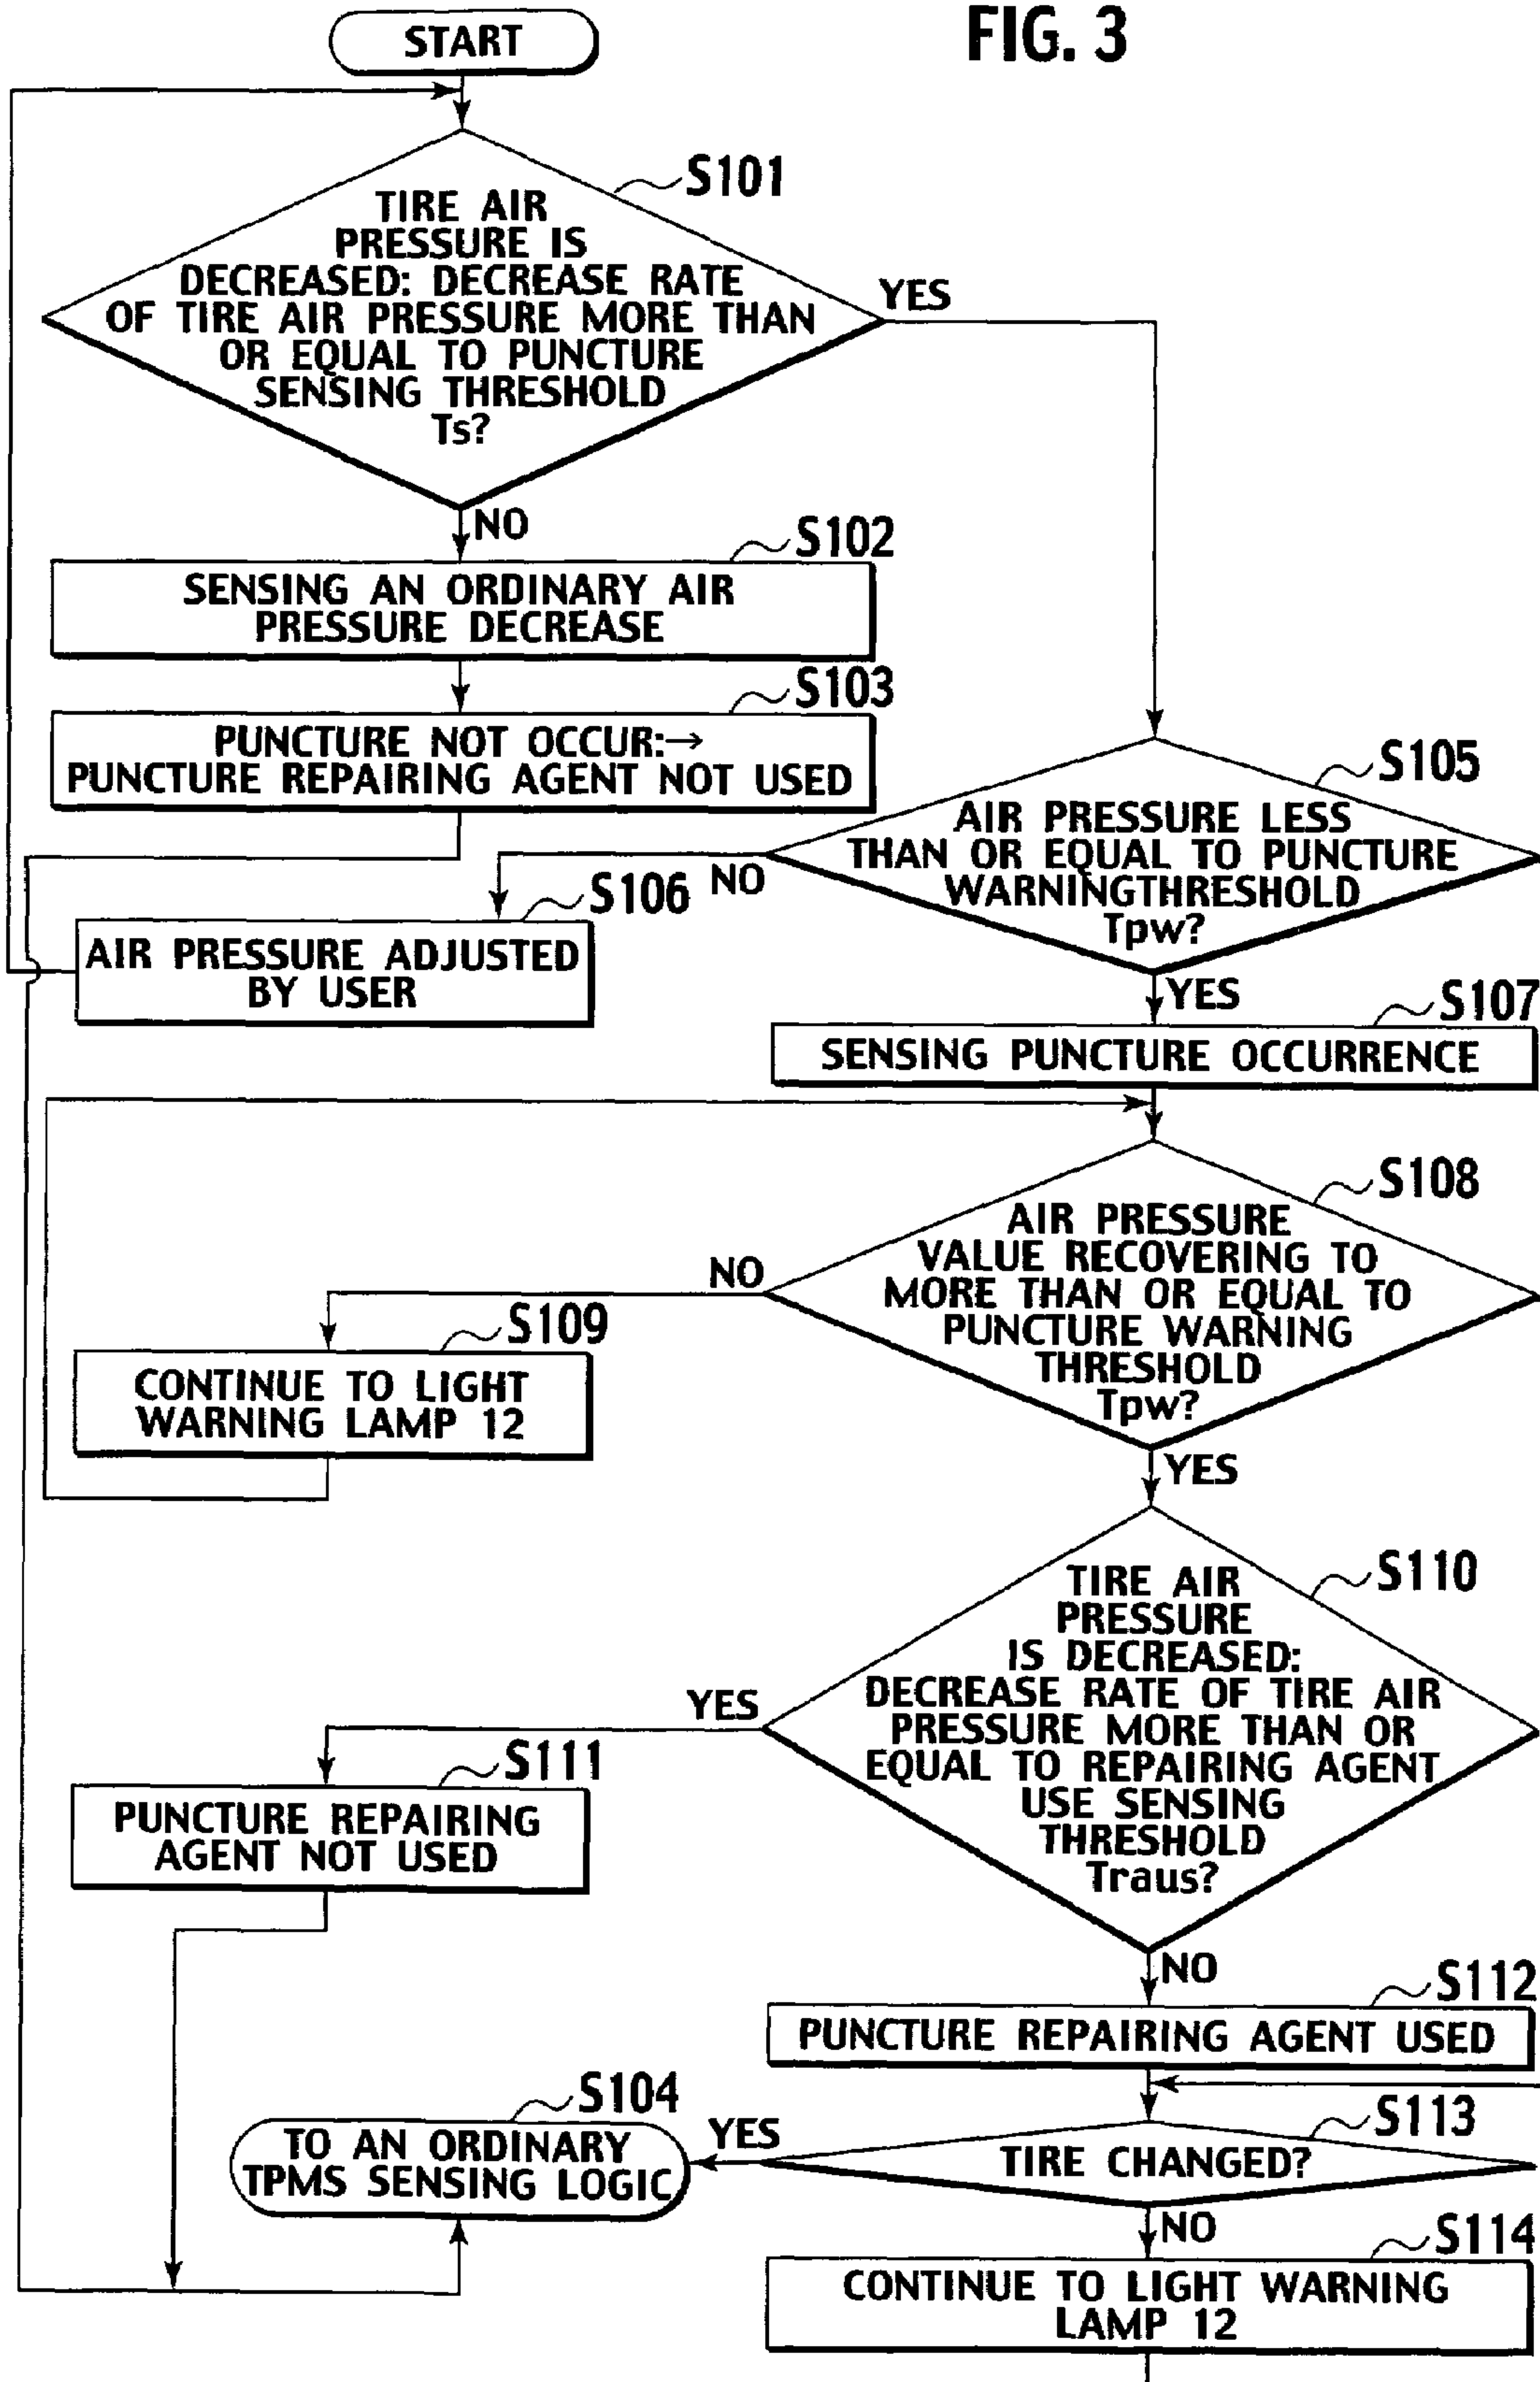 FIG. 3
START
S101
TIRE AIR
PRESSURE IS
DECREASED: DECREASE RATE
OF TIRE AIR PRESSURE MORE THAN
OR EQUAL TO PUNCTURE
SENSING THRESHOLD
Ts?
YES
NO
S102
SENSING AN ORDINARY AIR
PRESSURE DECREASE
S103
PUNCTURE NOT OCCUR:→
PUNCTURE REPAIRING AGENT NOT USED
S105
AIR PRESSURE LESS
THAN OR EQUAL TO PUNCTURE
WARNINGTHRESHOLD
Tpw?
NO
S106
AIR PRESSURE ADJUSTED
BY USER
YES
S107
SENSING PUNCTURE OCCURRENCE
S108
AIR PRESSURE
VALUE RECOVERING TO
MORE THAN OR EQUAL TO
PUNCTURE WARNING
THRESHOLD
Tpw?
NO
S109
CONTINUE TO LIGHT
WARNING LAMP 12
YES
S110
TIRE AIR
PRESSURE
IS DECREASED:
DECREASE RATE OF TIRE AIR
PRESSURE MORE THAN OR
EQUAL TO REPAIRING AGENT
USE SENSING
THRESHOLD
Traus?
YES
S111
PUNCTURE REPAIRING
AGENT NOT USED
NO
S112
PUNCTURE REPAIRING AGENT USED
S104
TO AN ORDINARY
TPMS SENSING LOGIC
YES
S113
TIRE CHANGED?
NO
S114
CONTINUE TO LIGHT WARNING
LAMP 12